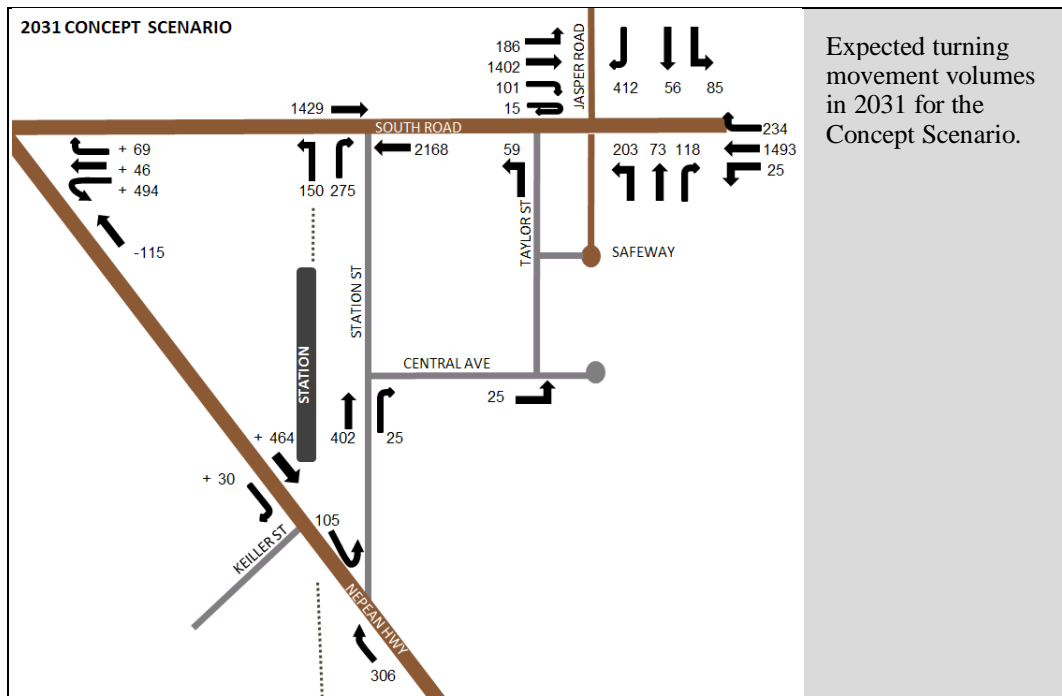 2031 CONCEPT SCENARIO
Expected turning
movement volumes
in 2031 for the
Concept Scenario.
186
1402
101
15
JASPER ROAD
412 56 85
1429
SOUTH ROAD
234
1493
25
+ 69
+ 46
+ 494
-115
150 275
2168
59
203 73 118
TAYLOR ST
SAFEWAY
STATION ST
STATION
CENTRAL AVE
25
+ 464
402 25
+ 30
105
KEILLER ST
NEPEAN HWY
306